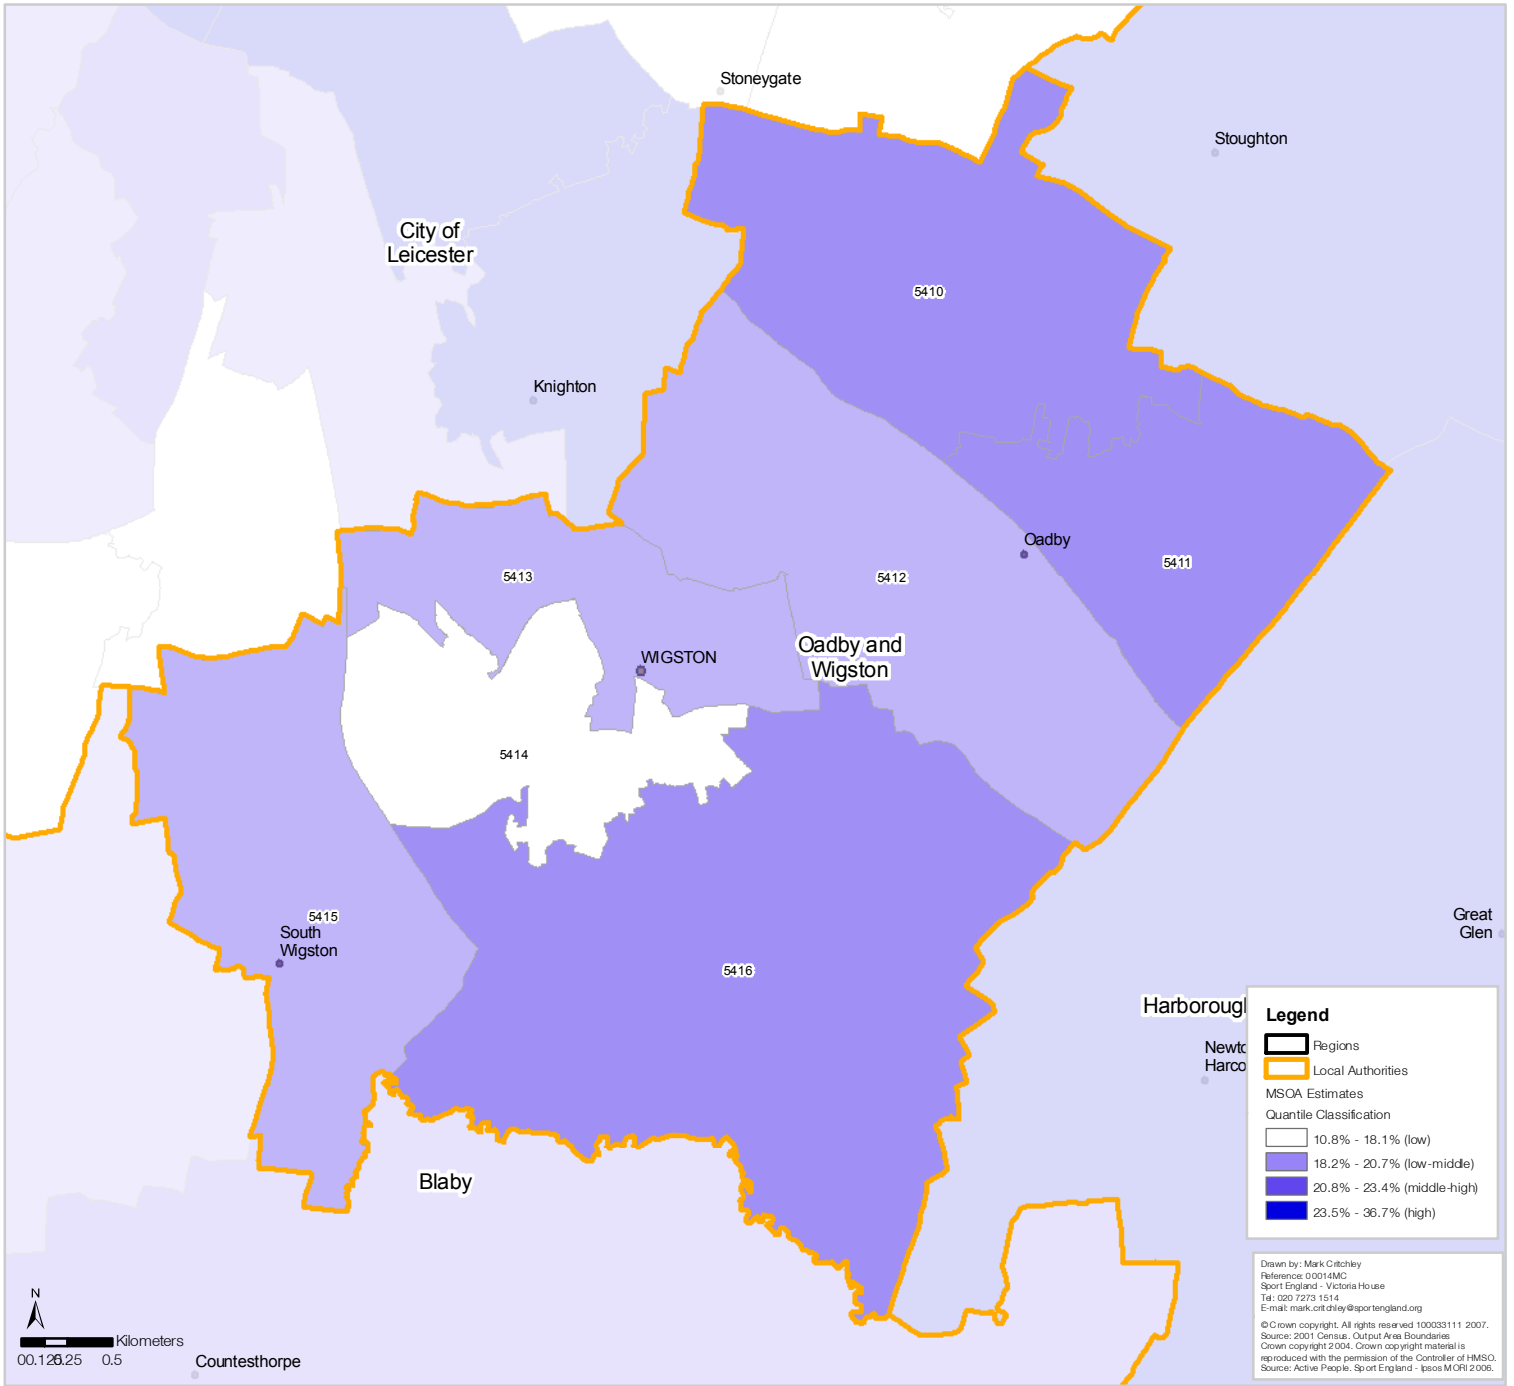 Stoneygate
Stoughton
City of
Leicester
5410
Knighton
Oadby
5411
5413
5412
WIGSTON
Oadby and
Wigston
5414
5415
South
Wigston
5416
Great
Glen
Harboroug
Newto
Harco
Blaby
Countesthorpe
N
Kilometers
0.5
Legend
Regions
Local Authorities
MSOA Estimates
Quantile Classification
10.8% - 18.1% (low)
18.2% - 20.7% (low-middle)
20.8% - 23.4% (middle-high)
23.5% - 36.7% (high)
Drawn by: Mark Critchley
Reference: 00014MC
Sport England - Victoria House
Tel: 020 7273 1514
E-mail: mark.critchley@sportengland.org
© Crown copyright. All rights reserved 100033111 2007.
Source: 2001 Census. Output Area Boundaries
Crown copyright 2004. Crown copyright material is
reproduced with the permission of the Controller of HMSO.
Source: Active People. Sport England - Ipsos MORI 2006.